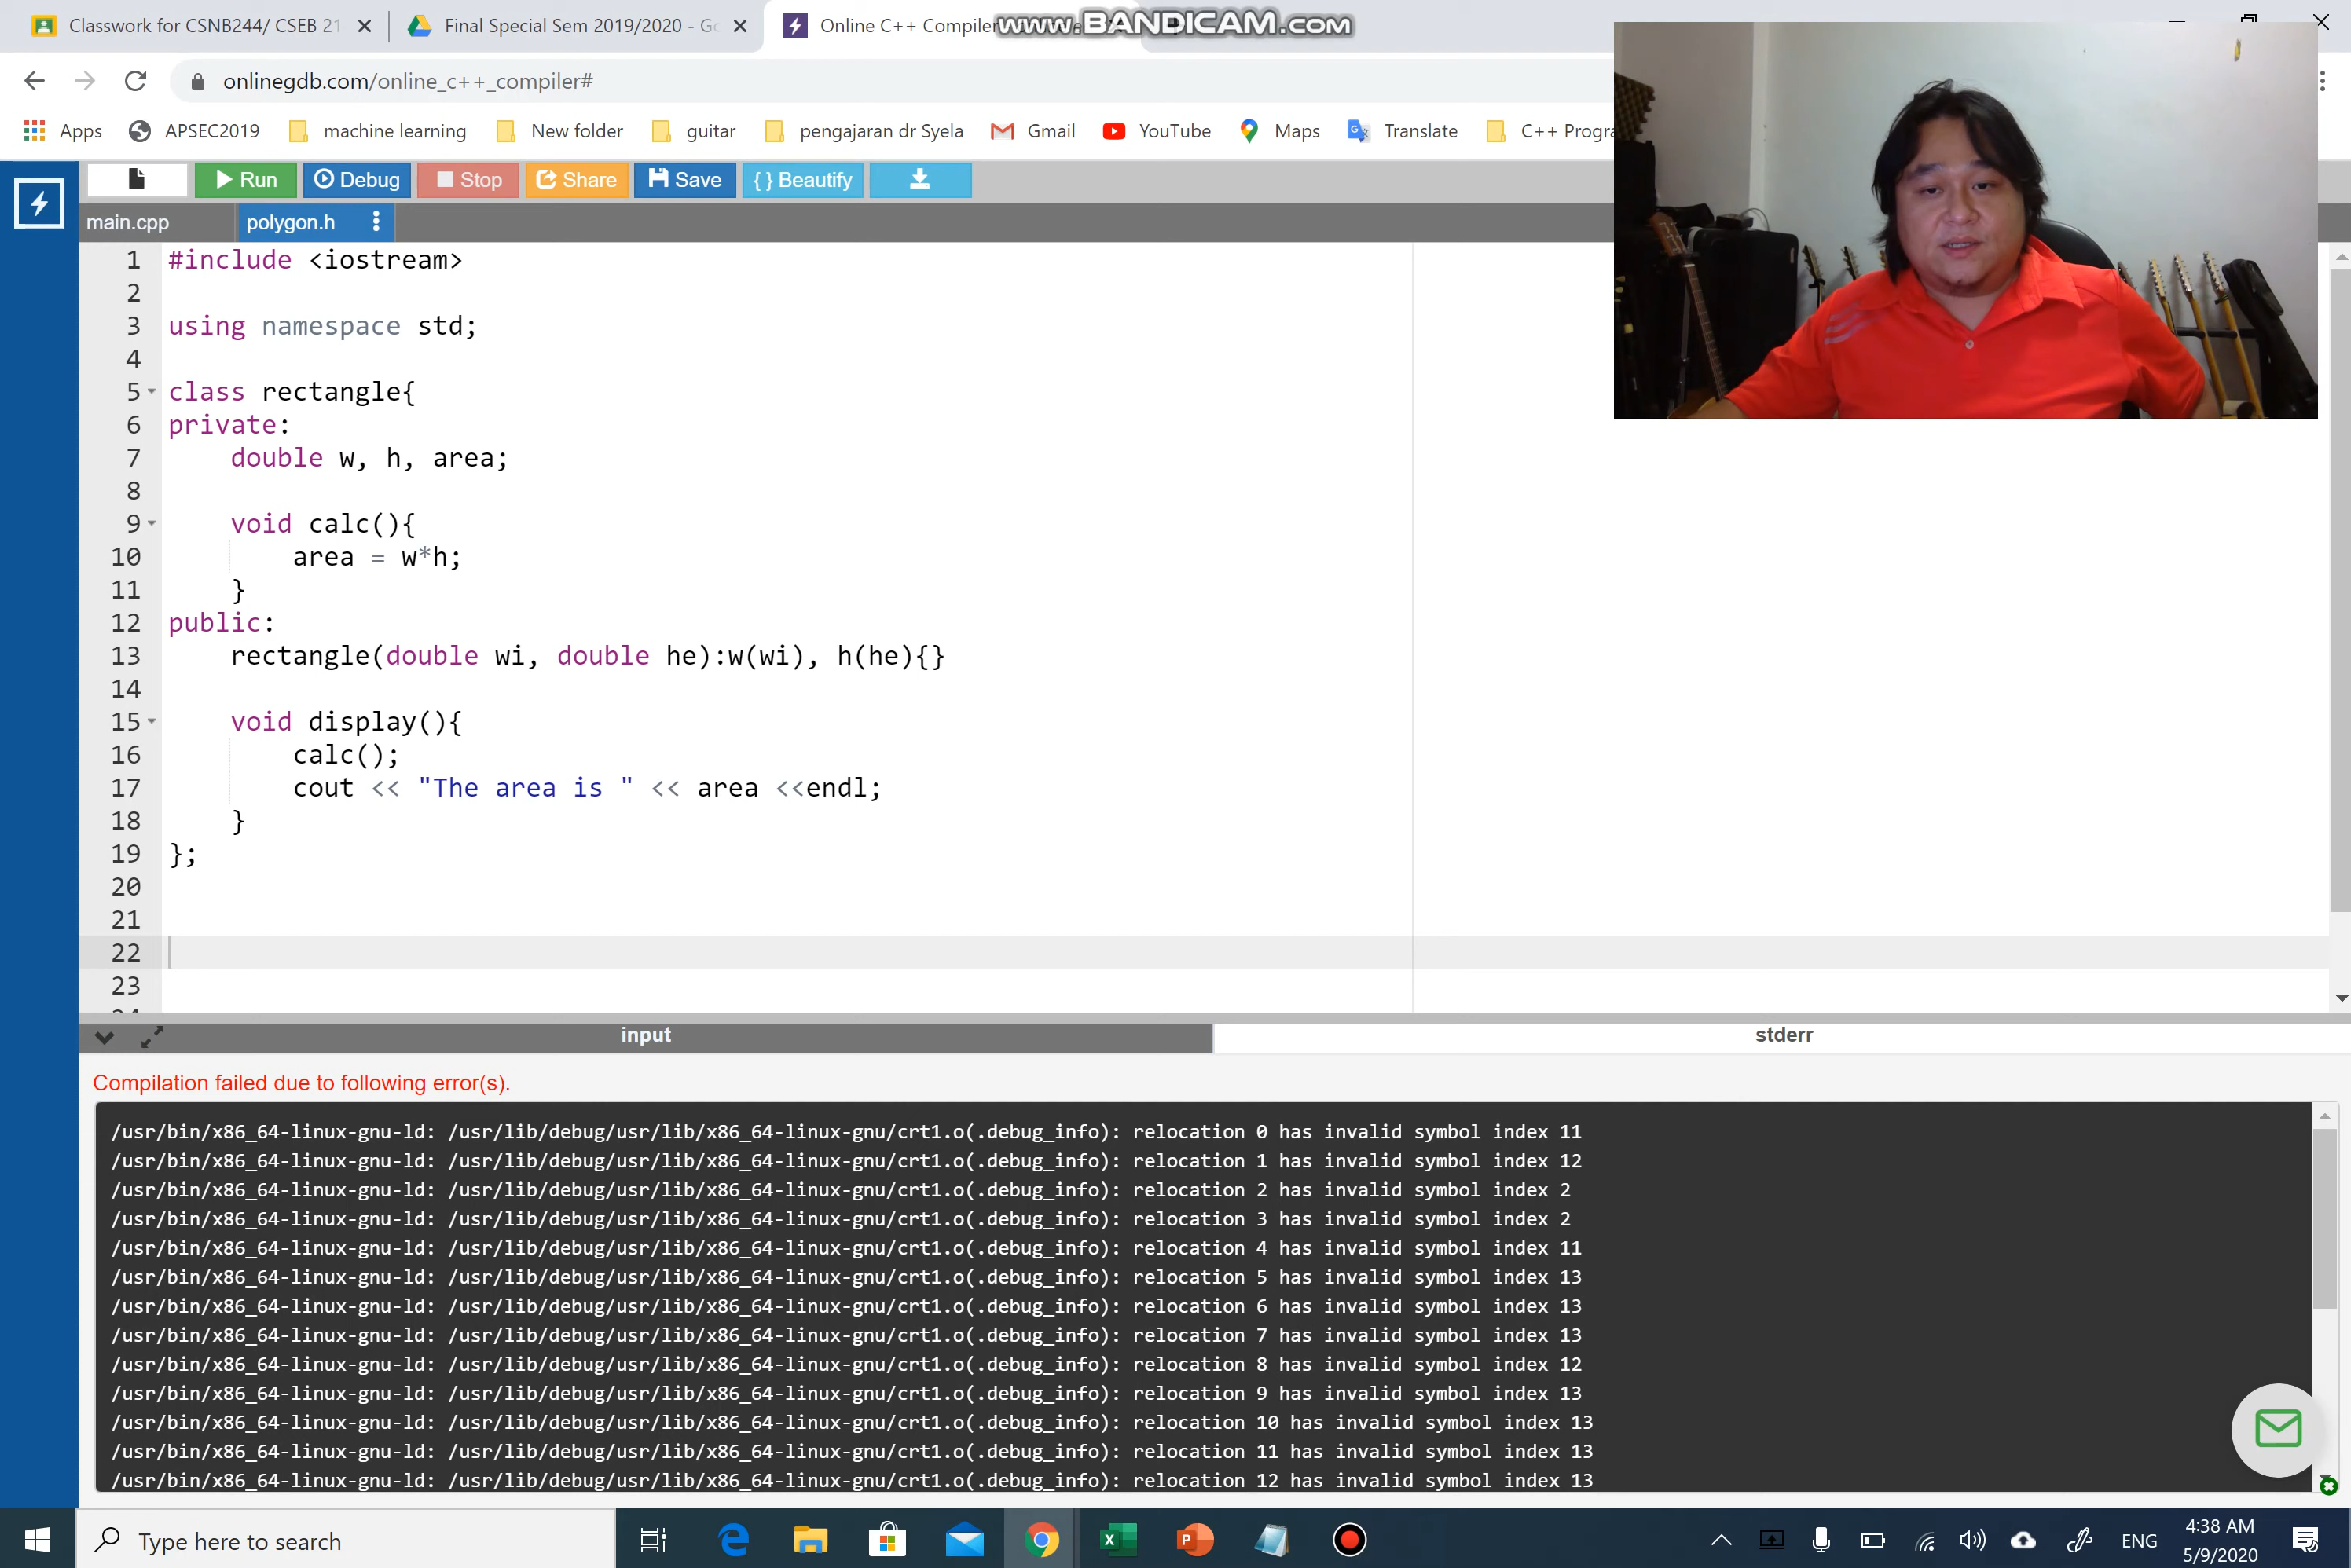 Classwork for CSNB244/ CSEB 21
Final Special Sem 2019/2020 - Go
Online C++ Compiler
www.BANDICAM.com
onlinegdb.com/online_c++_compiler#
Apps
APSEC2019
machine learning
New folder
guitar
pengajaran dr Syela
Gmail
YouTube
Maps
Translate
C++ Progra
Run
Debug
Stop
Share
Save
{ } Beautify
main.cpp
polygon.h
1 #include <iostream>
2
3 using namespace std;
4
5 class rectangle{
6 private:
7 double w, h, area;
8
9 void calc(){
10 area = w*h;
11 }
12 public:
13 rectangle(double wi, double he):w(wi), h(he){}
14
15 void display(){
16 calc();
17 cout << "The area is " << area <<endl;
18 }
19 };
20
21
22
23
input
stderr
Compilation failed due to following error(s).
/usr/bin/x86_64-linux-gnu-ld: /usr/lib/debug/usr/lib/x86_64-linux-gnu/crt1.o(.debug_info): relocation 0 has invalid symbol index 11
/usr/bin/x86_64-linux-gnu-ld: /usr/lib/debug/usr/lib/x86_64-linux-gnu/crt1.o(.debug_info): relocation 1 has invalid symbol index 12
/usr/bin/x86_64-linux-gnu-ld: /usr/lib/debug/usr/lib/x86_64-linux-gnu/crt1.o(.debug_info): relocation 2 has invalid symbol index 2
/usr/bin/x86_64-linux-gnu-ld: /usr/lib/debug/usr/lib/x86_64-linux-gnu/crt1.o(.debug_info): relocation 3 has invalid symbol index 2
/usr/bin/x86_64-linux-gnu-ld: /usr/lib/debug/usr/lib/x86_64-linux-gnu/crt1.o(.debug_info): relocation 4 has invalid symbol index 11
/usr/bin/x86_64-linux-gnu-ld: /usr/lib/debug/usr/lib/x86_64-linux-gnu/crt1.o(.debug_info): relocation 5 has invalid symbol index 13
/usr/bin/x86_64-linux-gnu-ld: /usr/lib/debug/usr/lib/x86_64-linux-gnu/crt1.o(.debug_info): relocation 6 has invalid symbol index 13
/usr/bin/x86_64-linux-gnu-ld: /usr/lib/debug/usr/lib/x86_64-linux-gnu/crt1.o(.debug_info): relocation 7 has invalid symbol index 13
/usr/bin/x86_64-linux-gnu-ld: /usr/lib/debug/usr/lib/x86_64-linux-gnu/crt1.o(.debug_info): relocation 8 has invalid symbol index 12
/usr/bin/x86_64-linux-gnu-ld: /usr/lib/debug/usr/lib/x86_64-linux-gnu/crt1.o(.debug_info): relocation 9 has invalid symbol index 13
/usr/bin/x86_64-linux-gnu-ld: /usr/lib/debug/usr/lib/x86_64-linux-gnu/crt1.o(.debug_info): relocation 10 has invalid symbol index 13
/usr/bin/x86_64-linux-gnu-ld: /usr/lib/debug/usr/lib/x86_64-linux-gnu/crt1.o(.debug_info): relocation 11 has invalid symbol index 13
/usr/bin/x86_64-linux-gnu-ld: /usr/lib/debug/usr/lib/x86_64-linux-gnu/crt1.o(.debug_info): relocation 12 has invalid symbol index 13
Type here to search
ENG
4:38 AM
5/9/2020